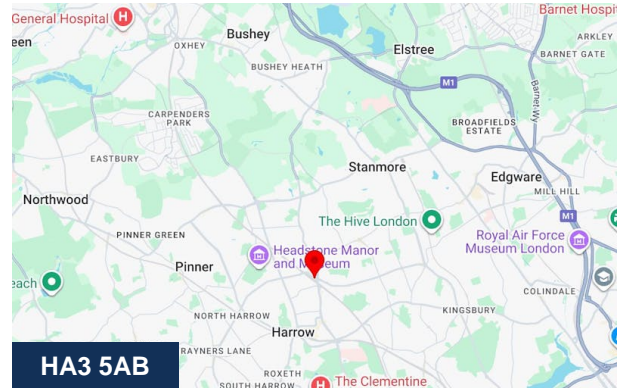 General Hospital
Barnet Hospi
een
OXHEY
Bushey
ARKLEY
Elstree
BARNET GATE
BUSHEY HEATH
M1
Barnet Wy
CARPENDERS
PARK
BROADFIELDS
ESTATE
EASTBURY
Stanmore
Edgware
Northwood
MILL HILL
The Hive London
M1
PINNER GREEN
Royal Air Force
Museum London
Headstone Manor
and Museum
Pinner
each
COLINDALE
NORTH HARROW
KINGSBURY
Harrow
RAYNERS LANE
HA3 5AB
ROXETH
The Clementine
SOUTH HARROW